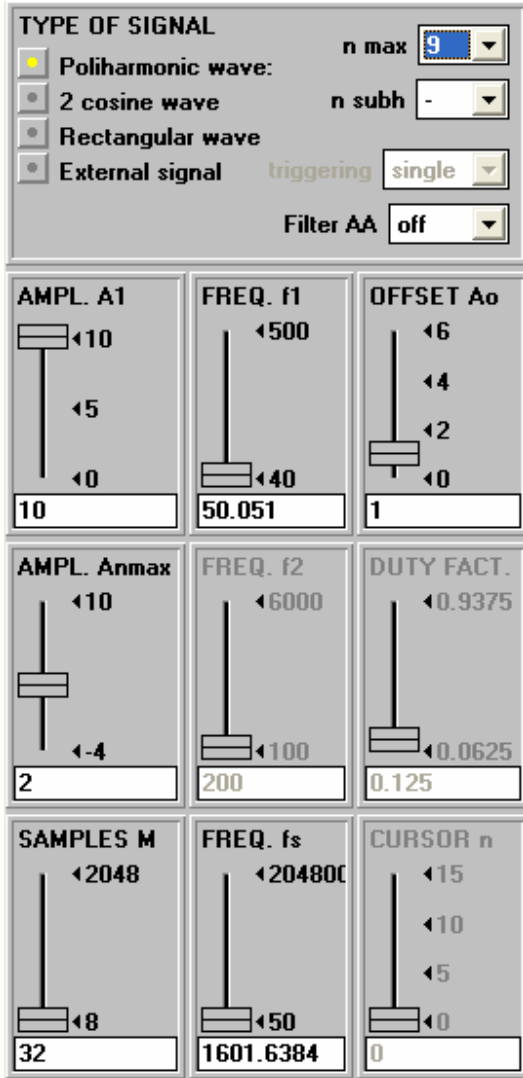 TYPE OF SIGNAL
n max 9
Poliharmonic wave:
2 cosine wave
n subh -
Rectangular wave
External signal
triggering single
Filter AA off
AMPL. A1
10
5
0
10
FREQ. f1
500
40
50.051
OFFSET Ao
6
4
2
0
1
AMPL. Anmax
10
-4
2
FREQ. f2
6000
100
200
DUTY FACT.
0.9375
0.0625
0.125
SAMPLES M
2048
8
32
FREQ. fs
204800
50
1601.6384
CURSOR n
15
10
5
0
0